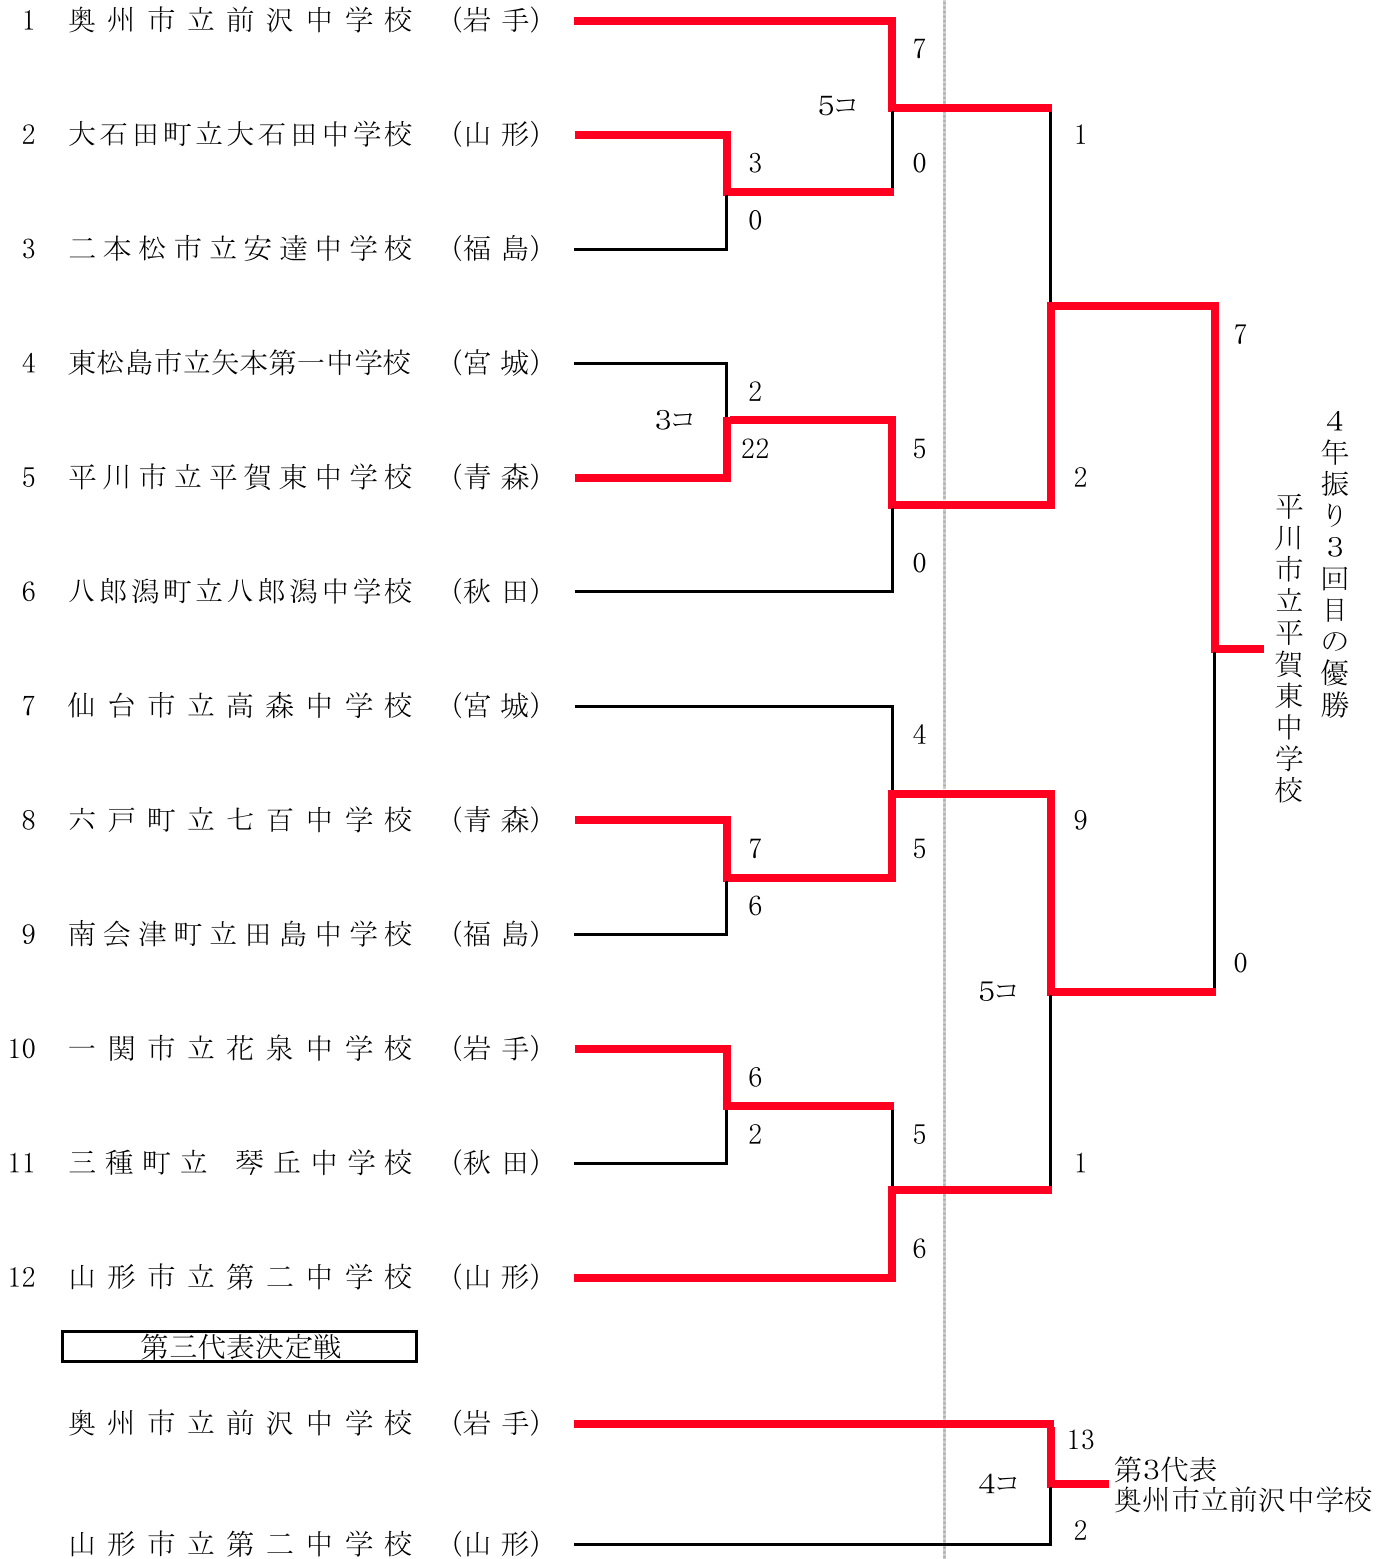 1 奥州市立前沢中学校 (岩手)
7
5コ
2 大石田町立大石田中学校 (山形)
1
3
0
0
3 二本松市立安達中学校 (福島)
7
4 東松島市立矢本第一中学校 (宮城)
2
3コ
22
5
5 平川市立平賀東中学校 (青森)
2
0
6 八郎潟町立八郎潟中学校 (秋田)
4年振り3回目の優勝
平川市立平賀東中学校
7 仙台市立高森中学校 (宮城)
4
8 六戸町立七百中学校 (青森)
9
7
5
6
9 南会津町立田島中学校 (福島)
0
5コ
10 一関市立花泉中学校 (岩手)
6
2
5
11 三種町立 琴丘中学校 (秋田)
1
6
12 山形市立第二中学校 (山形)
第三代表決定戦
奥州市立前沢中学校 (岩手)
13
4コ
第3代表
奥州市立前沢中学校
2
山形市立第二中学校 (山形)